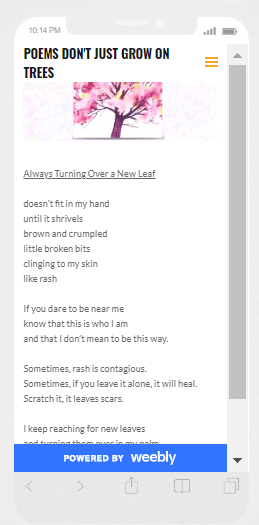 10:14 PM
POEMS DON'T JUST GROW ON
TREES
Always Turning Over a New Leaf
doesn't fit in my hand
until it shrivels
brown and crumpled
little broken bits
clinging to my skin
like rash
If you dare to be near me
know that this is who I am
and that I don't mean to be this way.
Sometimes, rash is contagious.
Sometimes, if you leave it alone, it will heal.
Scratch it, it leaves scars.
I keep reaching for new leaves
and turning them over in my palm
POWERED BY weebly